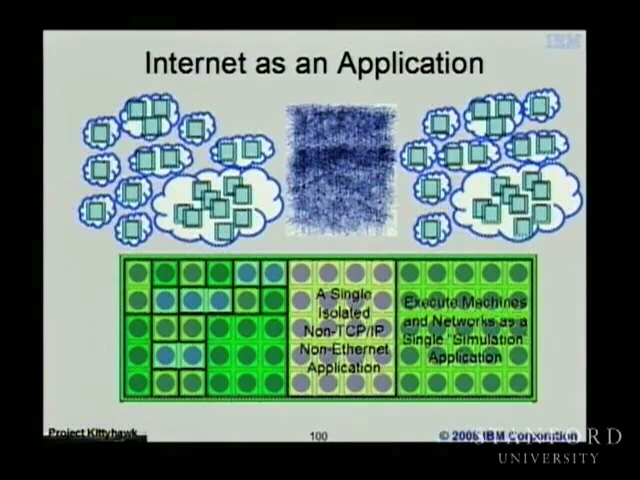 IBM
Internet as an Application
A Single
Isolated
Non-TCP/IP
Non-Ethernet
Application
Execute Machines
and Networks as a
Single "Simulation"
Application
Project Kittyhawk
100
© 2008 IBM Corporation
STANFORD
UNIVERSITY